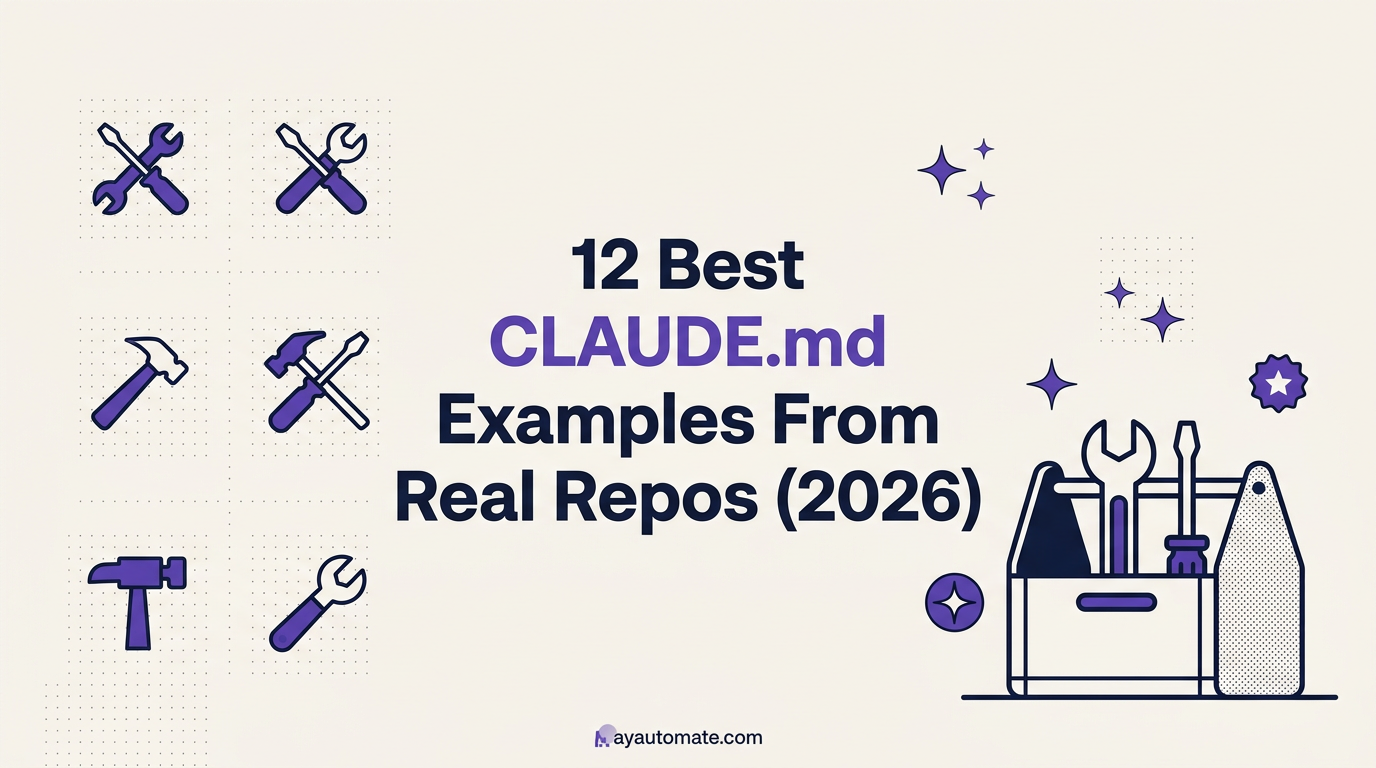 12 Best
CLAUDE.md
Examples From
Real Repos (2026)
ayautomate.com